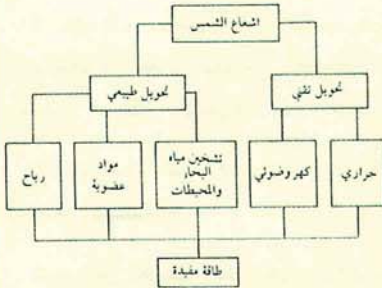 اشعاع الشمس
تحويل تقني
تحويل طبيعي
حراري
كهروضوئي
تسخين مياه
البحار
والمحيطات
مواد
عضوية
رياح
طاقة مفيدة